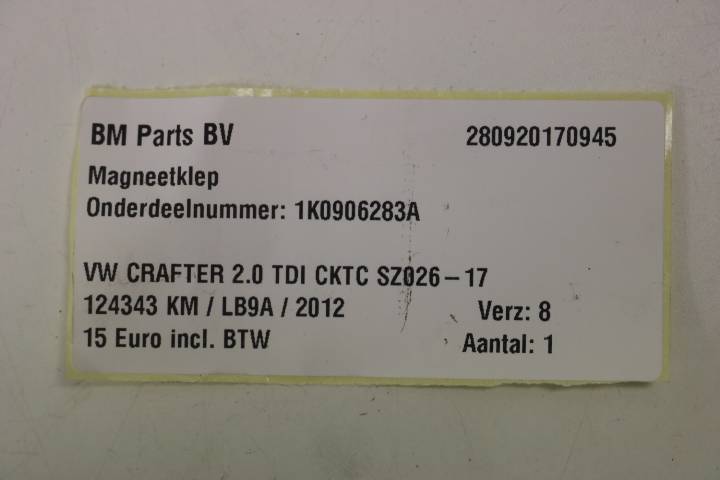 BM Parts BV 280920170945
Magneetklep
Onderdeelnummer: 1K0906283A
VW CRAFTER 2.0 TDI CKTC SZ026-17
124343 KM / LB9A / 2012 Verz: 8
15 Euro incl. BTW Aantal: 1